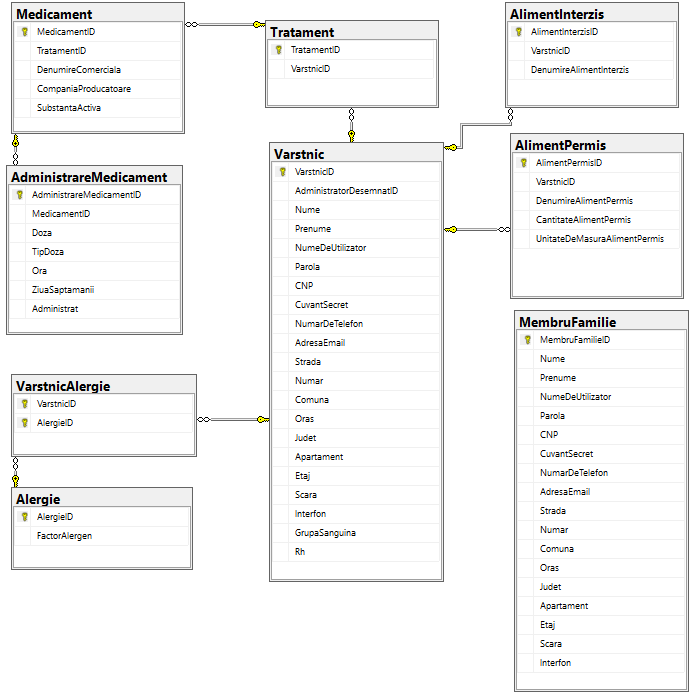 Medicament
MedicamentID
TratamentID
DenumireComerciala
CompaniaProducatoare
SubstantaActiva
Tratament
TratamentID
VarstnicID
AlimentInterzis
AlimentInterzisID
VarstnicID
DenumireAlimentInterzis
AdministrareMedicament
AdministrareMedicamentID
MedicamentID
Doza
TipDoza
Ora
ZiuaSaptamanii
Administrat
Varstnic
VarstnicID
AdministratorDesemnatID
Nume
Prenume
NumeDeUtilizator
Parola
CNP
CuvantSecret
NumarDeTelefon
AdresaEmail
Strada
Numar
Comuna
Oras
Judet
Apartament
Etaj
Scara
Interfon
GrupaSanguina
Rh
AlimentPermis
AlimentPermisID
VarstnicID
DenumireAlimentPermis
CantitateAlimentPermis
UnitateDeMasuraAlimentPermis
VarstnicAlergie
VarstnicID
AlergieID
Alergie
AlergieID
FactorAlergen
MembruFamilie
MembruFamilieID
Nume
Prenume
NumeDeUtilizator
Parola
CNP
CuvantSecret
NumarDeTelefon
AdresaEmail
Strada
Numar
Comuna
Oras
Judet
Apartament
Etaj
Scara
Interfon